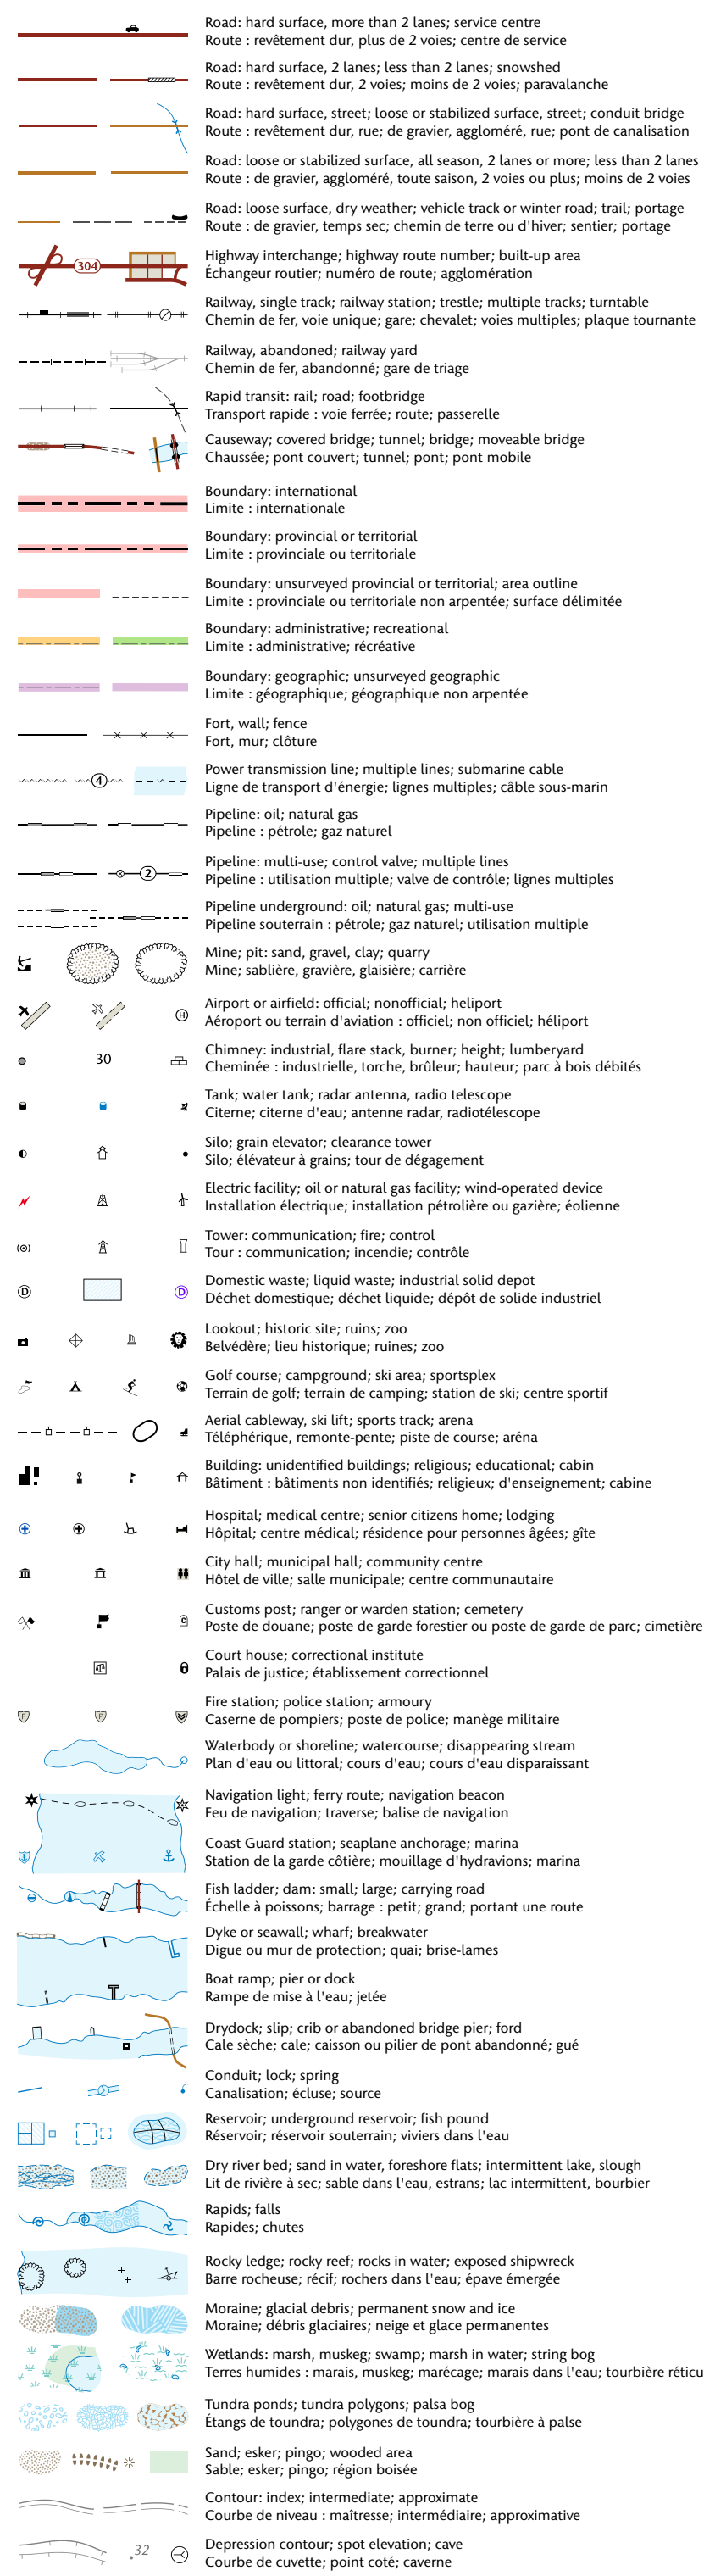 Road: hard surface, more than 2 lanes; service centre
Route : revêtement dur, plus de 2 voies; centre de service
Road: hard surface, 2 lanes; less than 2 lanes; snowshed
Route : revêtement dur, 2 voies; moins de 2 voies; paravalanche
Road: hard surface, street; loose or stabilized surface, street; conduit bridge
Route : revêtement dur, rue; de gravier, aggloméré, rue; pont de canalisation
Road: loose or stabilized surface, all season, 2 lanes or more; less than 2 lanes
Route : de gravier, aggloméré, toute saison, 2 voies ou plus; moins de 2 voies
Road: loose surface, dry weather; vehicle track or winter road; trail; portage
Route : de gravier, temps sec; chemin de terre ou d'hiver; sentier; portage
304
Highway interchange; highway route number; built-up area
Échangeur routier; numéro de route; agglomération
Railway, single track; railway station; trestle; multiple tracks; turntable
Chemin de fer, voie unique; gare; chevalet; voies multiples; plaque tournante
Railway, abandoned; railway yard
Chemin de fer, abandonné; gare de triage
Rapid transit: rail; road; footbridge
Transport rapide : voie ferrée; route; passerelle
Causeway; covered bridge; tunnel; bridge; moveable bridge
Chaussée; pont couvert; tunnel; pont; pont mobile
Boundary: international
Limite : internationale
Boundary: provincial or territorial
Limite : provinciale ou territoriale
Boundary: unsurveyed provincial or territorial; area outline
Limite : provinciale ou territoriale non arpentée; surface délimitée
Boundary: administrative; recreational
Limite : administrative; récréative
Boundary: geographic; unsurveyed geographic
Limite : géographique; géographique non arpentée
Fort, wall; fence
Fort, mur; clôture
4
Power transmission line; multiple lines; submarine cable
Ligne de transport d'énergie; lignes multiples; câble sous-marin
Pipeline: oil; natural gas
Pipeline : pétrole; gaz naturel
2
Pipeline: multi-use; control valve; multiple lines
Pipeline : utilisation multiple; valve de contrôle; lignes multiples
Pipeline underground: oil; natural gas; multi-use
Pipeline souterrain : pétrole; gaz naturel; utilisation multiple
Mine; pit: sand, gravel, clay; quarry
Mine; sablière, gravière, glaisière; carrière
H
Airport or airfield: official; nonofficial; heliport
Aéroport ou terrain d'aviation : officiel; non officiel; héliport
30
Chimney: industrial, flare stack, burner; height; lumberyard
Cheminée : industrielle, torche, brûleur; hauteur; parc à bois débités
Tank; water tank; radar antenna, radio telescope
Citerne; citerne d'eau; antenne radar, radiotélescope
Silo; grain elevator; clearance tower
Silo; élévateur à grains; tour de dégagement
Electric facility; oil or natural gas facility; wind-operated device
Installation électrique; installation pétrolière ou gazière; éolienne
Tower: communication; fire; control
Tour : communication; incendie; contrôle
D D
Domestic waste; liquid waste; industrial solid depot
Déchet domestique; déchet liquide; dépôt de solide industriel
Lookout; historic site; ruins; zoo
Belvédère; lieu historique; ruines; zoo
Golf course; campground; ski area; sportsplex
Terrain de golf; terrain de camping; station de ski; centre sportif
Aerial cableway, ski lift; sports track; arena
Téléphérique, remonte-pente; piste de course; aréna
Building: unidentified buildings; religious; educational; cabin
Bâtiment : bâtiments non identifiés; religieux; d'enseignement; cabine
Hospital; medical centre; senior citizens home; lodging
Hôpital; centre médical; résidence pour personnes âgées; gîte
City hall; municipal hall; community centre
Hôtel de ville; salle municipale; centre communautaire
C
Customs post; ranger or warden station; cemetery
Poste de douane; poste de garde forestier ou poste de garde de parc; cimetière
Court house; correctional institute
Palais de justice; établissement correctionnel
F P
Fire station; police station; armoury
Caserne de pompiers; poste de police; manège militaire
Waterbody or shoreline; watercourse; disappearing stream
Plan d'eau ou littoral; cours d'eau; cours d'eau disparaissant
Navigation light; ferry route; navigation beacon
Feu de navigation; traverse; balise de navigation
Coast Guard station; seaplane anchorage; marina
Station de la garde côtière; mouillage d'hydravions; marina
Fish ladder; dam: small; large; carrying road
Échelle à poissons; barrage : petit; grand; portant une route
Dyke or seawall; wharf; breakwater
Digue ou mur de protection; quai; brise-lames
Boat ramp; pier or dock
Rampe de mise à l'eau; jetée
Drydock; slip; crib or abandoned bridge pier; ford
Cale sèche; cale; caisson ou pilier de pont abandonné; gué
Conduit; lock; spring
Canalisation; écluse; source
Reservoir; underground reservoir; fish pound
Réservoir; réservoir souterrain; viviers dans l'eau
Dry river bed; sand in water, foreshore flats; intermittent lake, slough
Lit de rivière à sec; sable dans l'eau, estrans; lac intermittent, bourbier
Rapids; falls
Rapides; chutes
Rocky ledge; rocky reef; rocks in water; exposed shipwreck
Barre rocheuse; récif; rochers dans l'eau; épave émergée
Moraine; glacial debris; permanent snow and ice
Moraine; débris glaciaires; neige et glace permanentes
Wetlands: marsh, muskeg; swamp; marsh in water; string bog
Terres humides : marais, muskeg; marécage; marais dans l'eau; tourbière réticu
Tundra ponds; tundra polygons; palsa bog
Étangs de toundra; polygones de toundra; tourbière à palse
Sand; esker; pingo; wooded area
Sable; esker; pingo; région boisée
Contour: index; intermediate; approximate
Courbe de niveau : maîtresse; intermédiaire; approximative
.32
Depression contour; spot elevation; cave
Courbe de cuvette; point coté; caverne